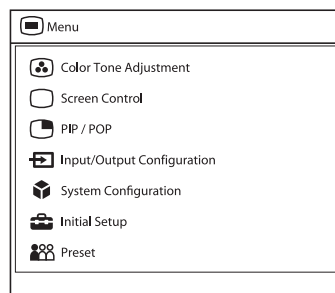 Menu
Color Tone Adjustment
Screen Control
PIP / POP
Input/Output Configuration
System Configuration
Initial Setup
Preset